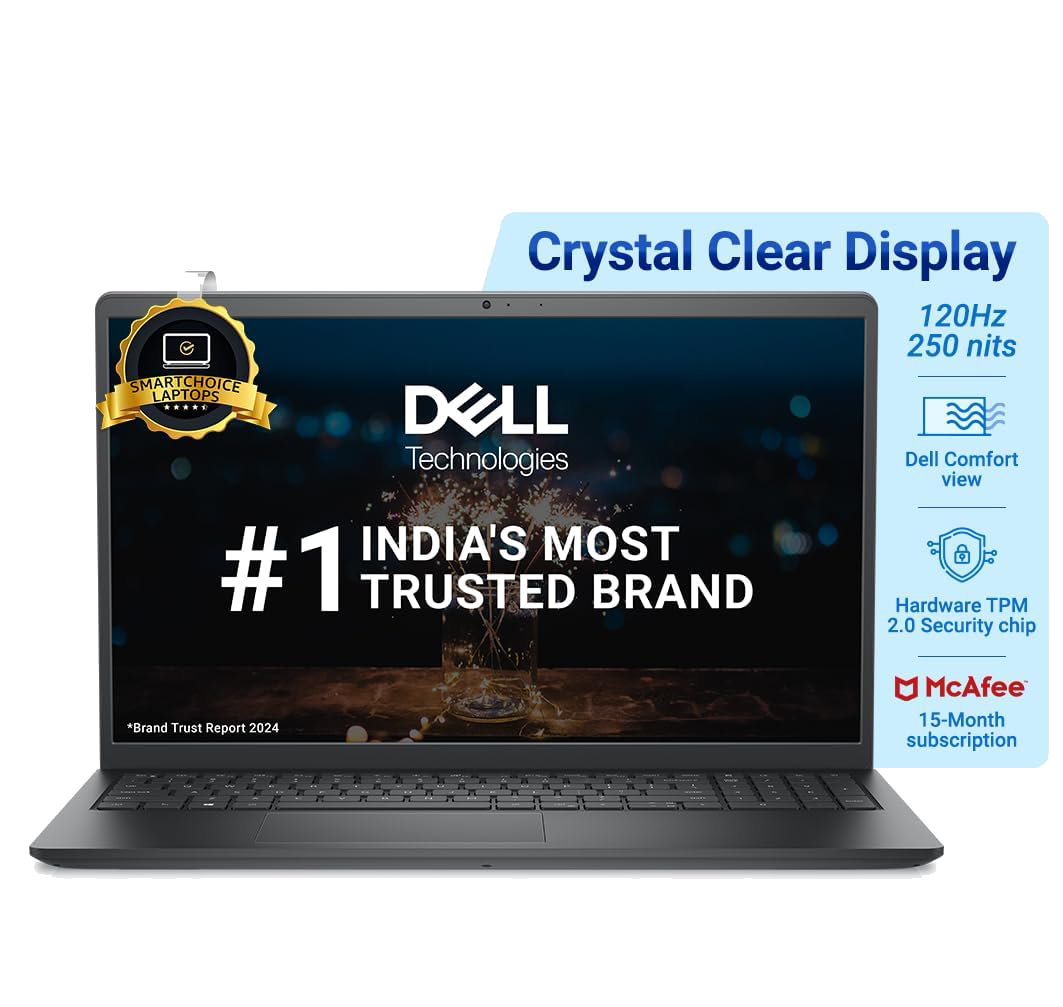 Crystal Clear Display
120Hz
250 nits
Dell Comfort
view
Hardware TPM
2.0 Security chip
McAfee™
15-Month
subscription
SMARTCHOICE
LAPTOPS
DELL
Technologies
#1 INDIA'S MOST
TRUSTED BRAND
*Brand Trust Report 2024